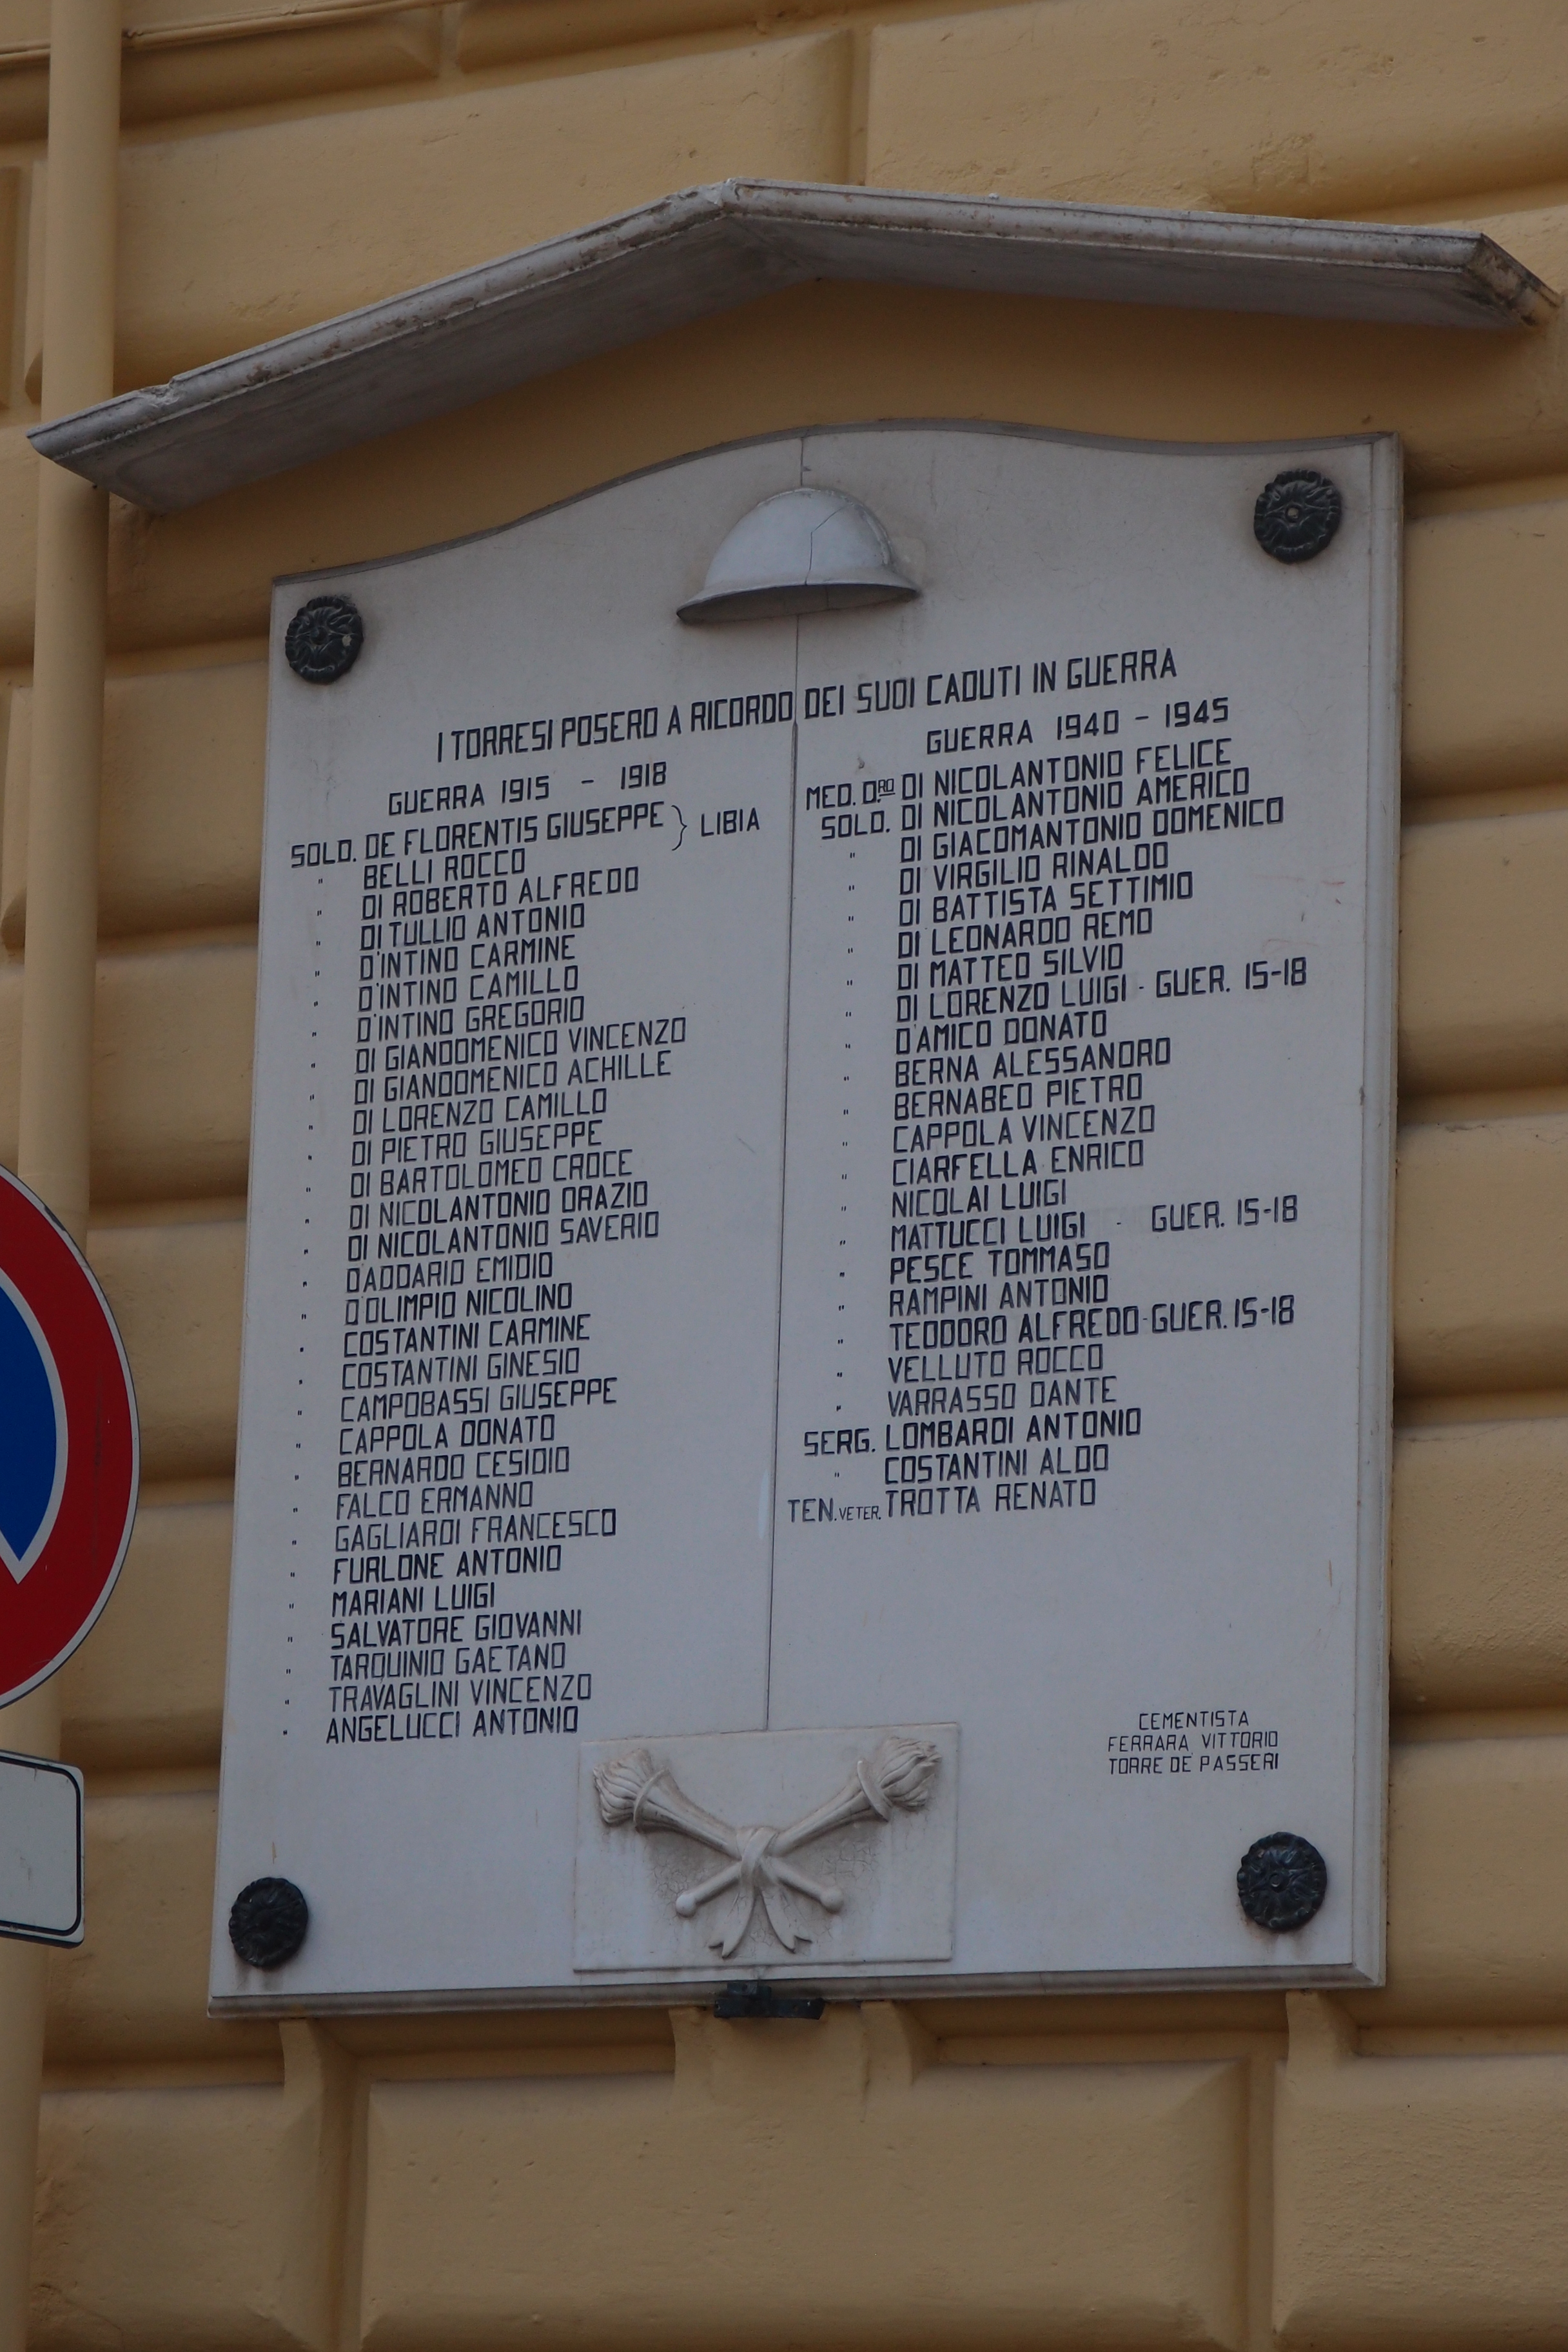 I TORRESI POSERO A RICORDO DEI SUOI CADUTI IN GUERRA
GUERRA 1915 - 1918
SOLD. DE FLORENTIS GIUSEPPE } LIBIA
" BELLI ROCCO
" DI ROBERTO ALFREDO
" DI TULLIO ANTONIO
" D'INTINO CARMINE
" D'INTINO CAMILLO
" D'INTINO GREGORIO
" DI GIANDOMENICO VINCENZO
" DI GIANDOMENICO ACHILLE
" DI LORENZO CAMILLO
" DI PIETRO GIUSEPPE
" DI BARTOLOMEO CROCE
" DI NICOLANTONIO ORAZIO
" DI NICOLANTONIO SAVERIO
" D'ADDARIO EMIDIO
" D'OLIMPIO NICOLINO
" COSTANTINI CARMINE
" COSTANTINI GINESIO
" CAMPOBASSI GIUSEPPE
" CAPPOLA DONATO
" BERNARDO CESIDIO
" FALCO ERMANNO
" GAGLIARDI FRANCESCO
" FURLONE ANTONIO
" MARIANI LUIGI
" SALVATORE GIOVANNI
" TARQUINIO GAETANO
" TRAVAGLINI VINCENZO
" ANGELUCCI ANTONIO
GUERRA 1940 - 1945
MED. D.RO DI NICOLANTONIO FELICE
SOLD. DI NICOLANTONIO AMERICO
" DI GIACOMANTONIO DOMENICO
" DI VIRGILIO RINALDO
" DI BATTISTA SETTIMIO
" DI LEONARDO REMO
" DI MATTEO SILVIO
" DI LORENZO LUIGI - GUER. 15-18
" D'AMICO DONATO
" BERNA ALESSANDRO
" BERNABEO PIETRO
" CAPPOLA VINCENZO
" CIARFELLA ENRICO
" NICOLAI LUIGI
" MATTUCCI LUIGI - GUER. 15-18
" PESCE TOMMASO
" RAMPINI ANTONIO
" TEODORO ALFREDO - GUER. 15-18
" VELLUTO ROCCO
" VARRASSO DANTE
SERG. LOMBARDI ANTONIO
" COSTANTINI ALDO
TEN. VETER. TROTTA RENATO
CEMENTISTA
FERRARA VITTORIO
TORRE DE' PASSERI